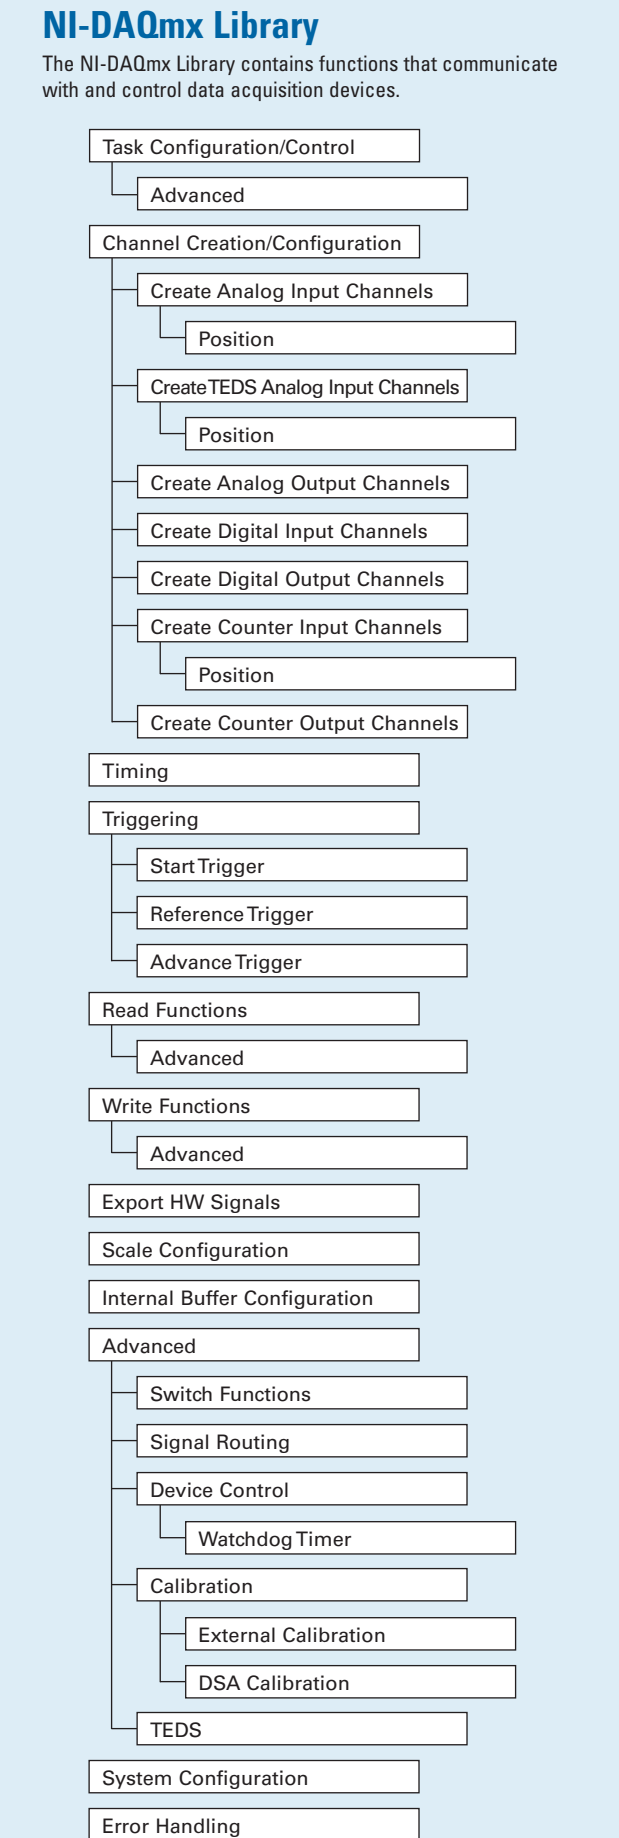 NI-DAQmx Library
The NI-DAQmx Library contains functions that communicate
with and control data acquisition devices.
Task Configuration/Control
Advanced
Channel Creation/Configuration
Create Analog Input Channels
Position
Create TEDS Analog Input Channels
Position
Create Analog Output Channels
Create Digital Input Channels
Create Digital Output Channels
Create Counter Input Channels
Position
Create Counter Output Channels
Timing
Triggering
Start Trigger
Reference Trigger
Advance Trigger
Read Functions
Advanced
Write Functions
Advanced
Export HW Signals
Scale Configuration
Internal Buffer Configuration
Advanced
Switch Functions
Signal Routing
Device Control
Watchdog Timer
Calibration
External Calibration
DSA Calibration
TEDS
System Configuration
Error Handling